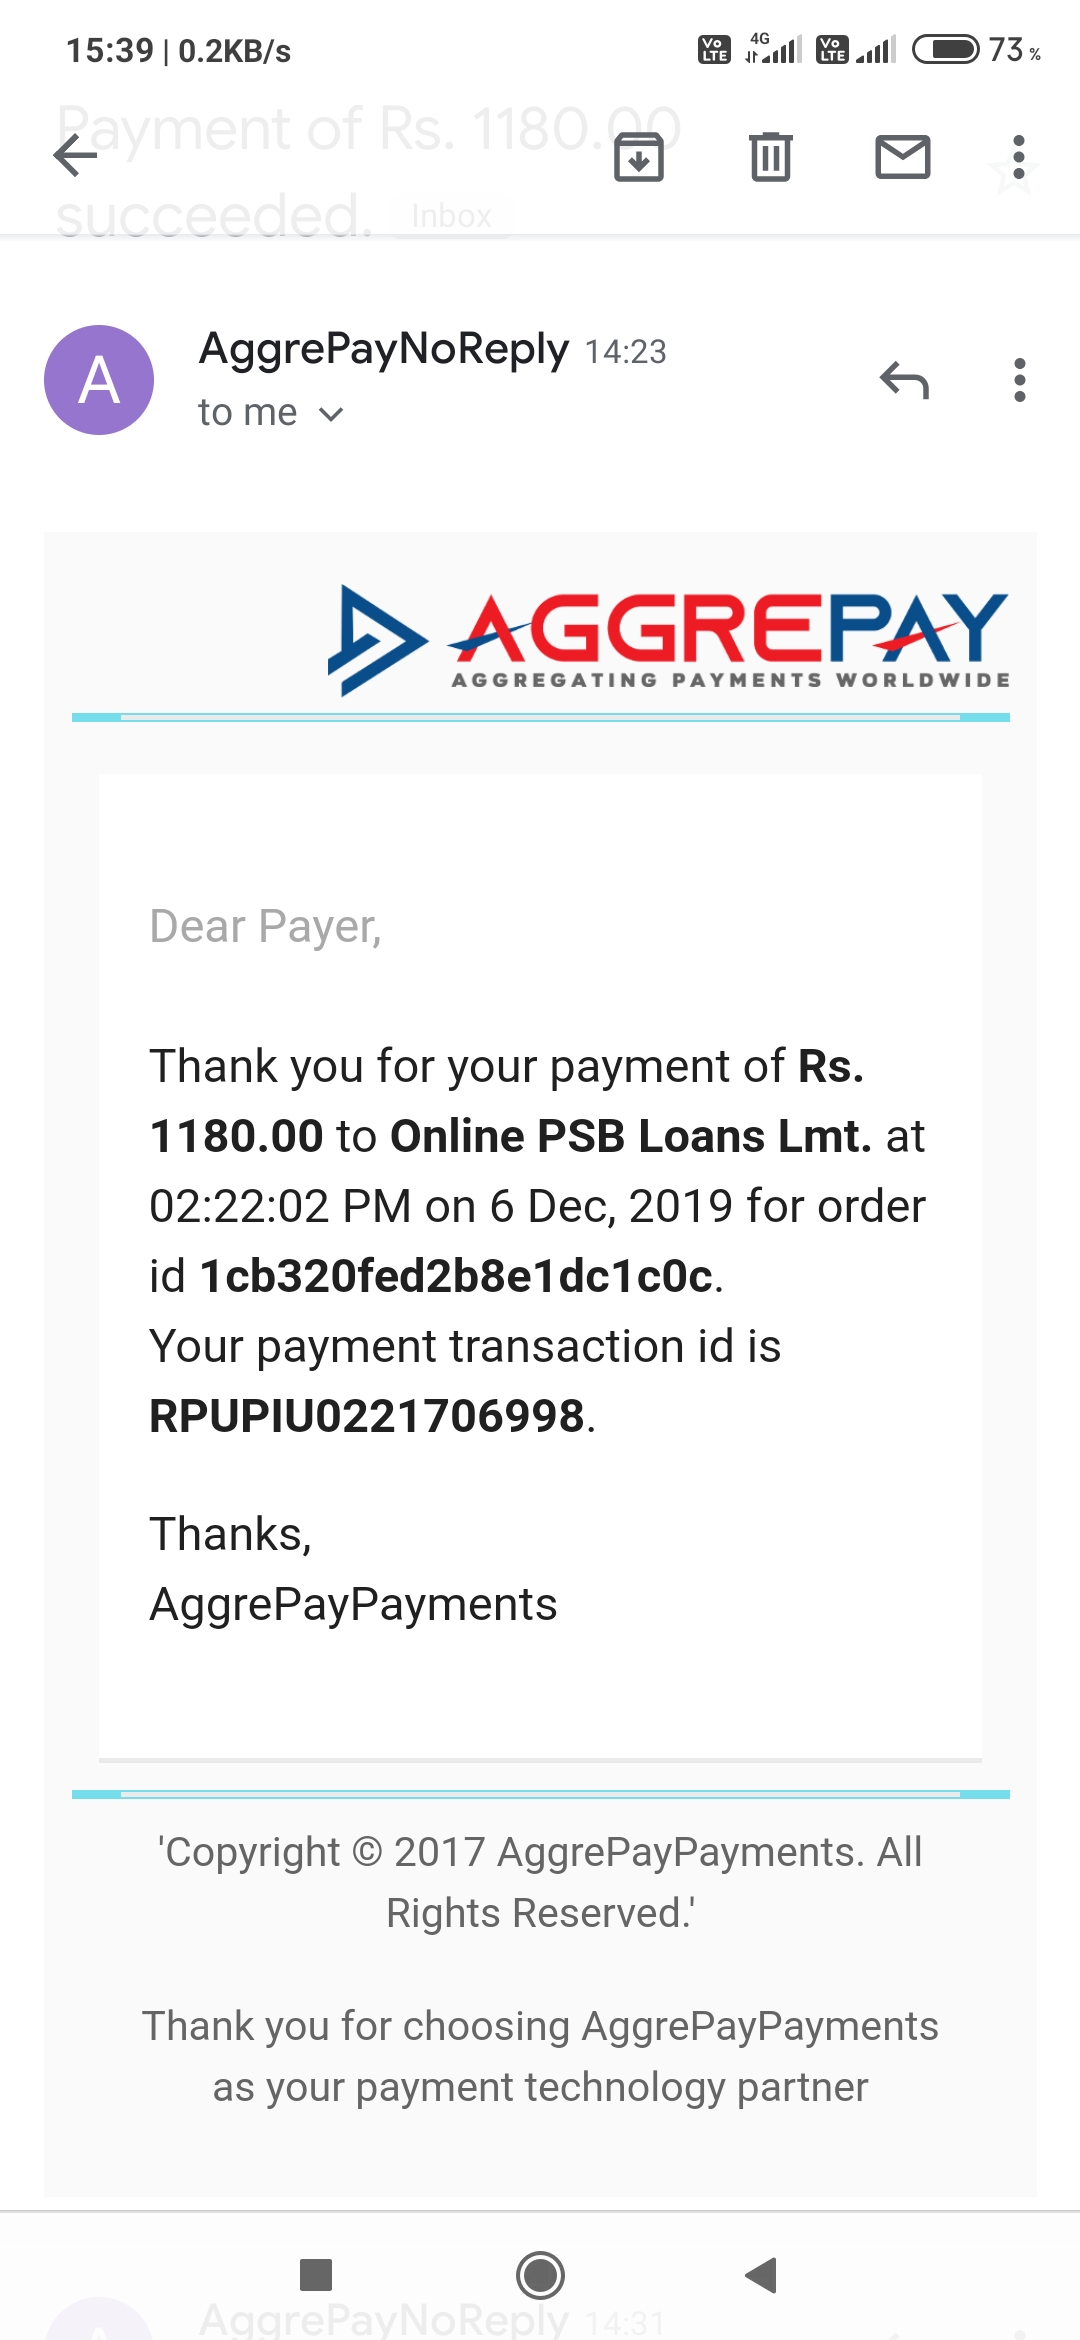 15:39 | 0.2KB/s
Vo LTE 4G Vo LTE 73 %
Payment of Rs. 1180.00
succeeded. Inbox
A
AggrePayNoReply 14:23
to me
AGGREPAY
AGGREGATING PAYMENTS WORLDWIDE
Dear Payer,
Thank you for your payment of Rs.
1180.00 to Online PSB Loans Lmt. at
02:22:02 PM on 6 Dec, 2019 for order
id 1cb320fed2b8e1dc1c0c.
Your payment transaction id is
RPUPIU0221706998.
Thanks,
AggrePayPayments
'Copyright © 2017 AggrePayPayments. All
Rights Reserved.'
Thank you for choosing AggrePayPayments
as your payment technology partner
A
AggrePayNoReply 14:31